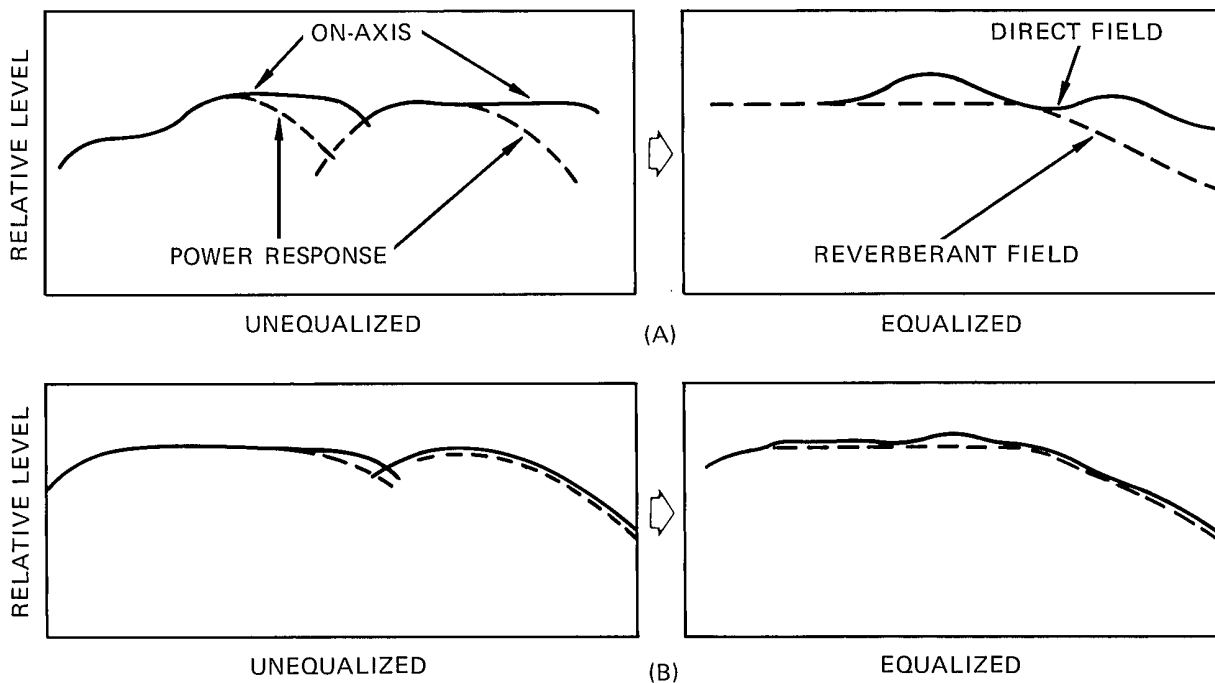 RELATIVE LEVEL
ON-AXIS
POWER RESPONSE
UNEQUALIZED
DIRECT FIELD
REVERBERANT FIELD
EQUALIZED
(A)
RELATIVE LEVEL
UNEQUALIZED
EQUALIZED
(B)